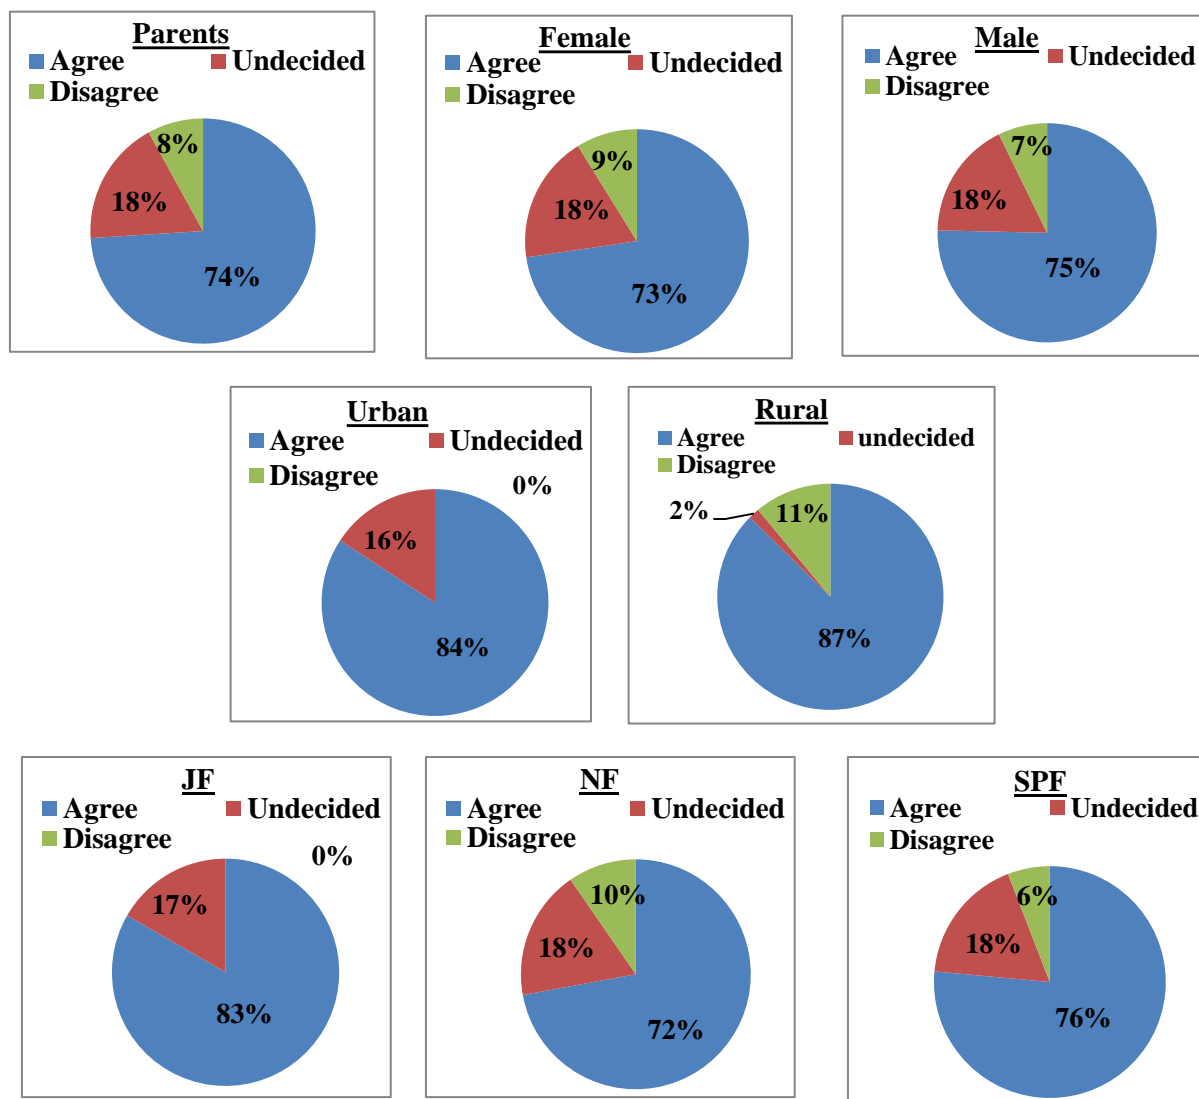 Parents
Agree Undecided
Disagree
8%
18%
74%
Female
Agree Undecided
Disagree
9%
18%
73%
Male
Agree Undecided
Disagree
7%
18%
75%
Urban
Agree Undecided
Disagree
0%
16%
84%
Rural
Agree undecided
Disagree
2% 11%
87%
JF
Agree Undecided
Disagree
0%
17%
83%
NF
Agree Undecided
Disagree
10%
18%
72%
SPF
Agree Undecided
Disagree
6%
18%
76%